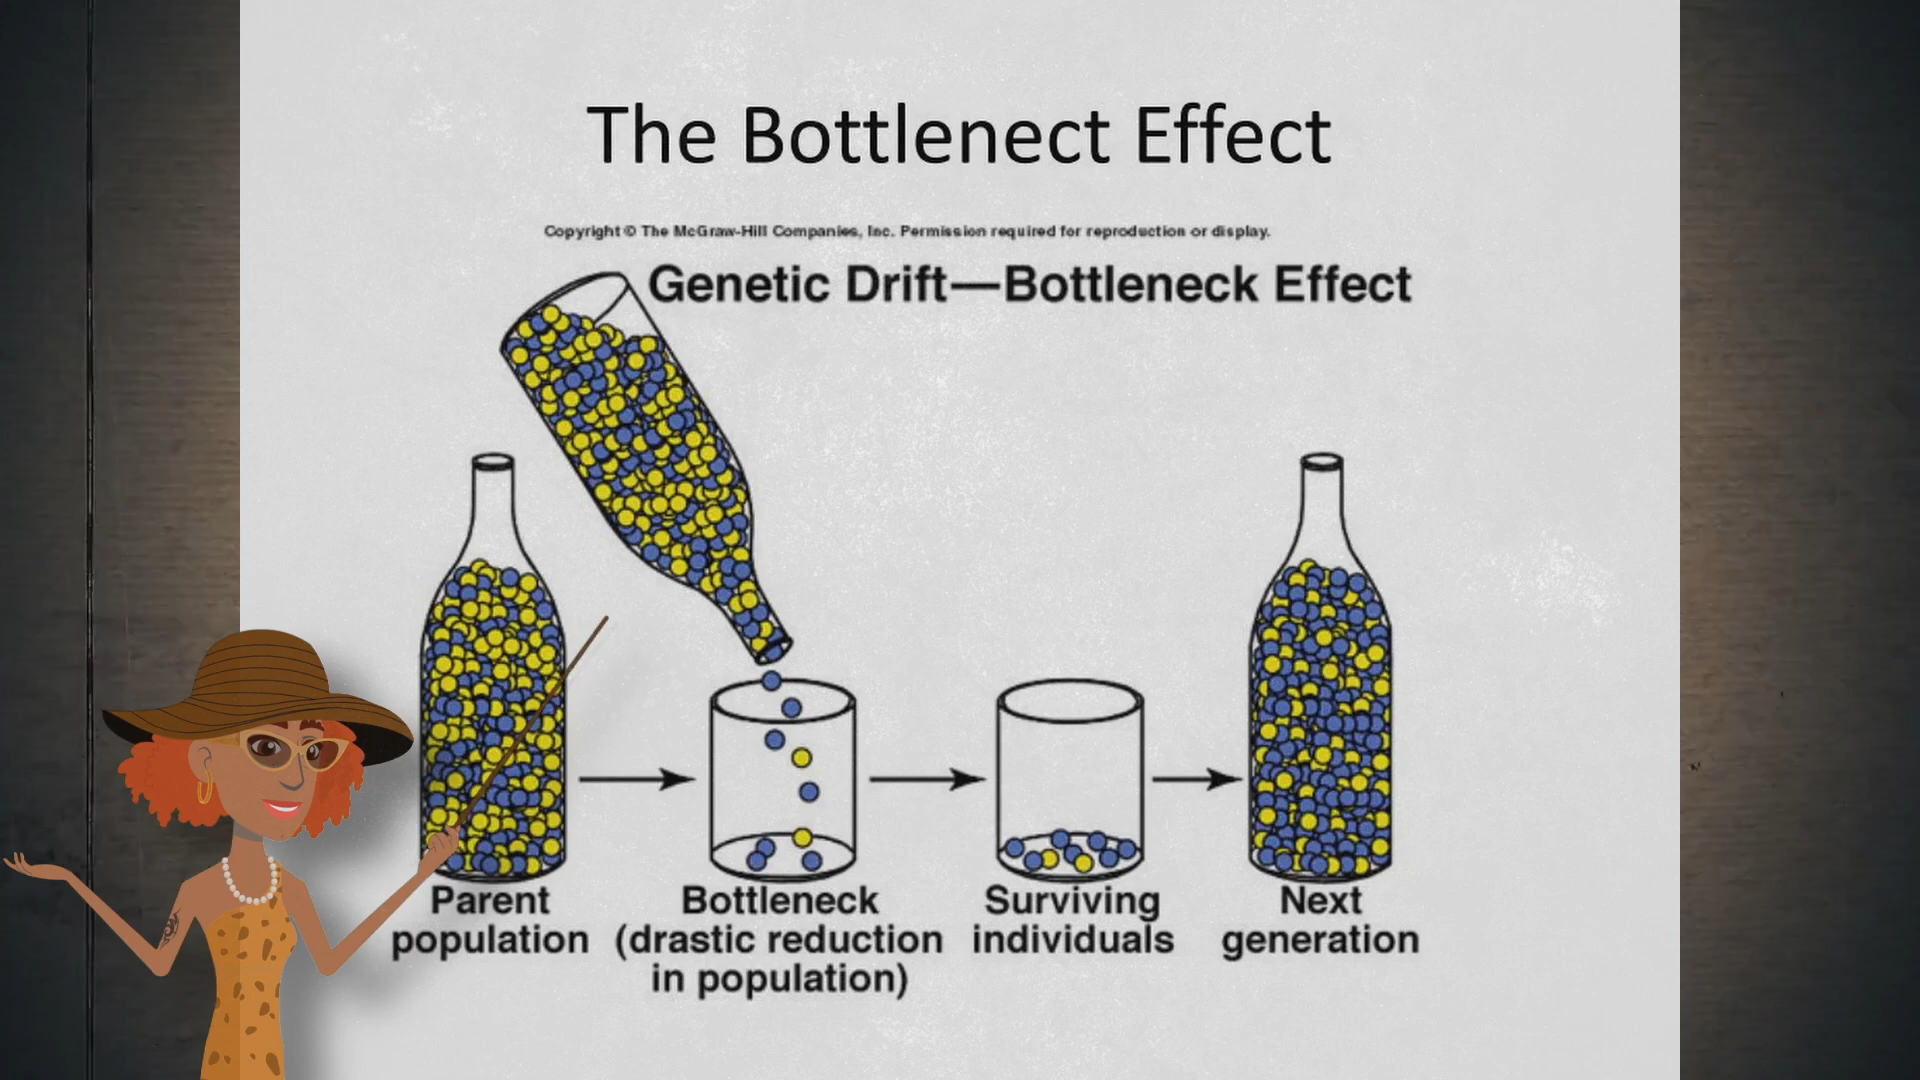 The Bottlenect Effect
Copyright © The McGraw-Hill Companies, Inc. Permission required for reproduction or display.
Genetic Drift—Bottleneck Effect
Parent
population
Bottleneck
(drastic reduction
in population)
Surviving
individuals
Next
generation